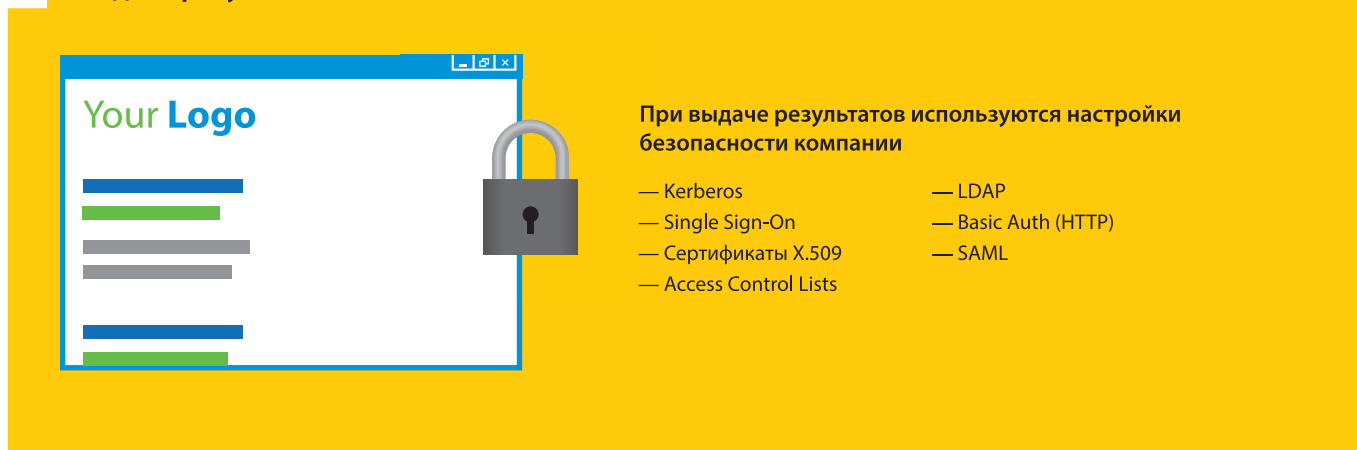 Your Logo
При выдаче результатов используются настройки
безопасности компании
— Kerberos
— Single Sign-On
— Сертификаты X.509
— Access Control Lists
— LDAP
— Basic Auth (HTTP)
— SAML